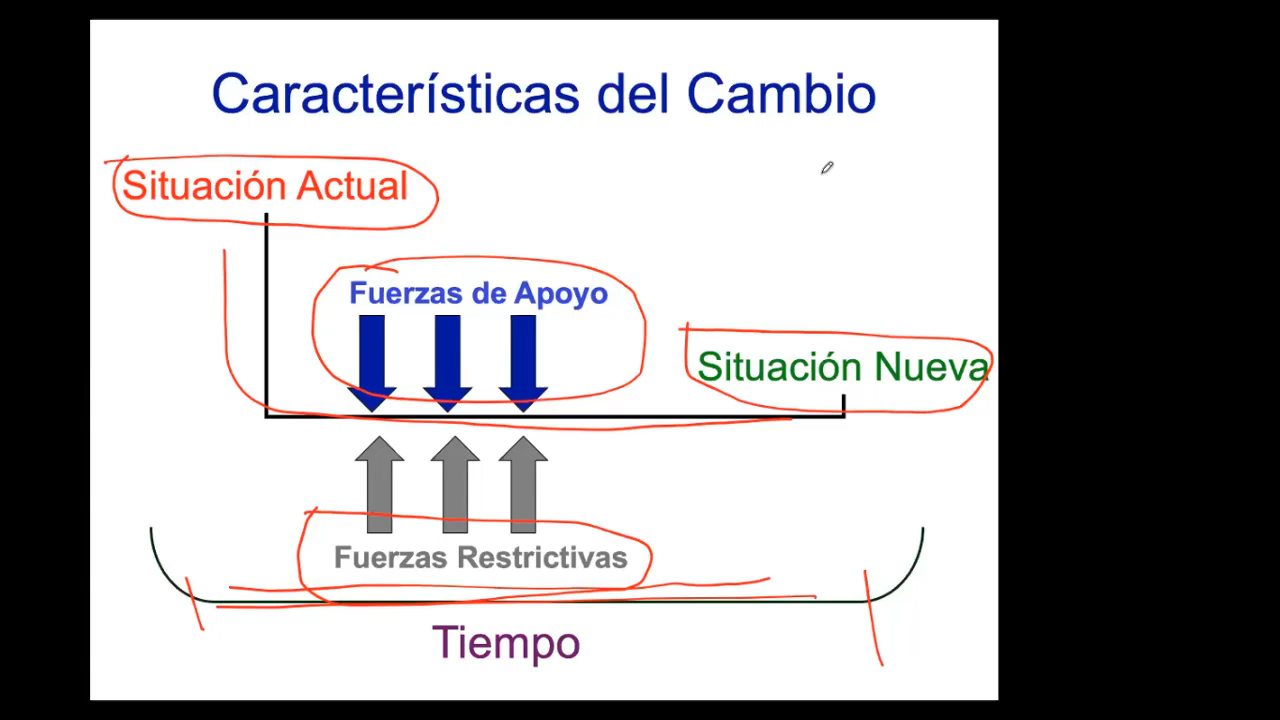 Características del Cambio
Situación Actual
Fuerzas de Apoyo
Situación Nueva
Fuerzas Restrictivas
Tiempo